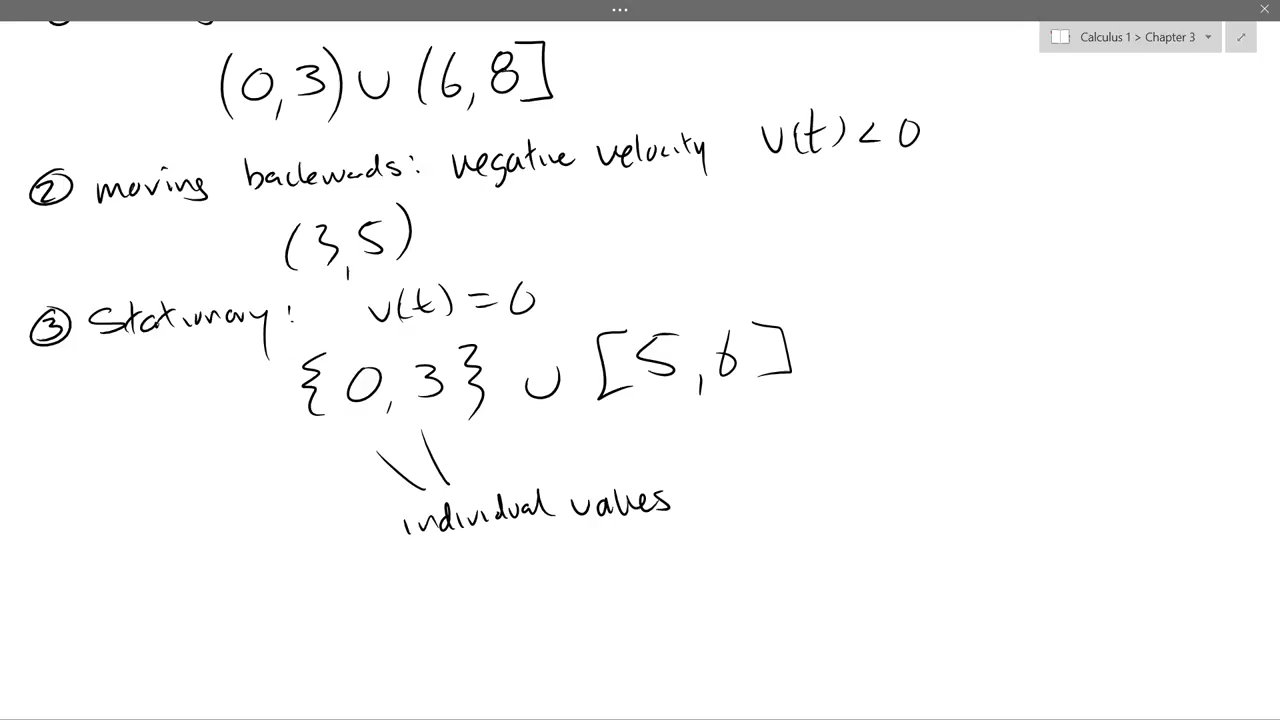 Calculus 1 > Chapter 3
(0,3) ∪ (6,8]
② moving backwards: negative velocity v(t) < 0
(3,5)
③ Stationary: v(t) = 0
{0,3} ∪ [5,6]
individual values